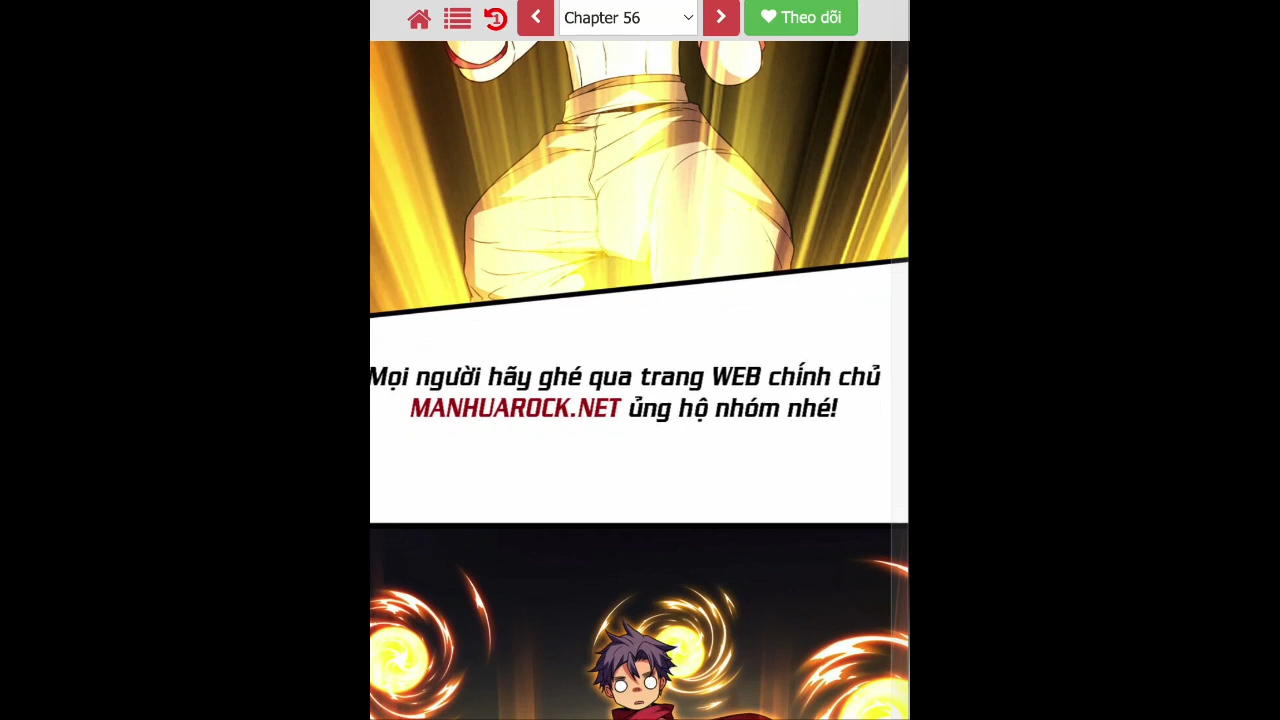 Chapter 56
Theo dõi
Mọi người hãy ghé qua trang WEB chính chủ
MANHUAROCK.NET ủng hộ nhóm nhé!